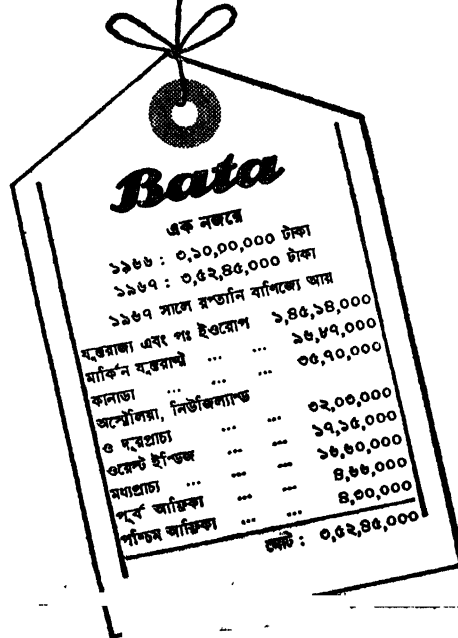 Bata
এক নজরে
১৯৬৬ : ৩,১০,০০,০০০ টাকা
১৯৬৭ : ৩,৫২,৪৫,০০০ টাকা
১৯৬৭ সালে রপ্তানি বাণিজ্যে আয়
যুক্তরাজ্য এবং পঃ ইওরোপ ১,৪৫,১৪,০০০
মার্কিন যুক্তরাষ্ট্র ... ... ৯৬,৮৭,০০০
কানাডা ... ... ... ৩৫,৭০,০০০
অস্ট্রেলিয়া, নিউজিল্যাণ্ড
ও দূরপ্রাচ্য ... ... ৩২,০৩,০০০
ওয়েস্ট ইণ্ডিজ ... ... ১৭,১৫,০০০
মধ্যপ্রাচ্য ... ... ... ১৬,৬০,০০০
পূর্ব আফ্রিকা ... ... ৪,৬৬,০০০
পশ্চিম আফ্রিকা ... ... ৪,৩০,০০০
মোট : ৩,৫২,৪৫,০০০